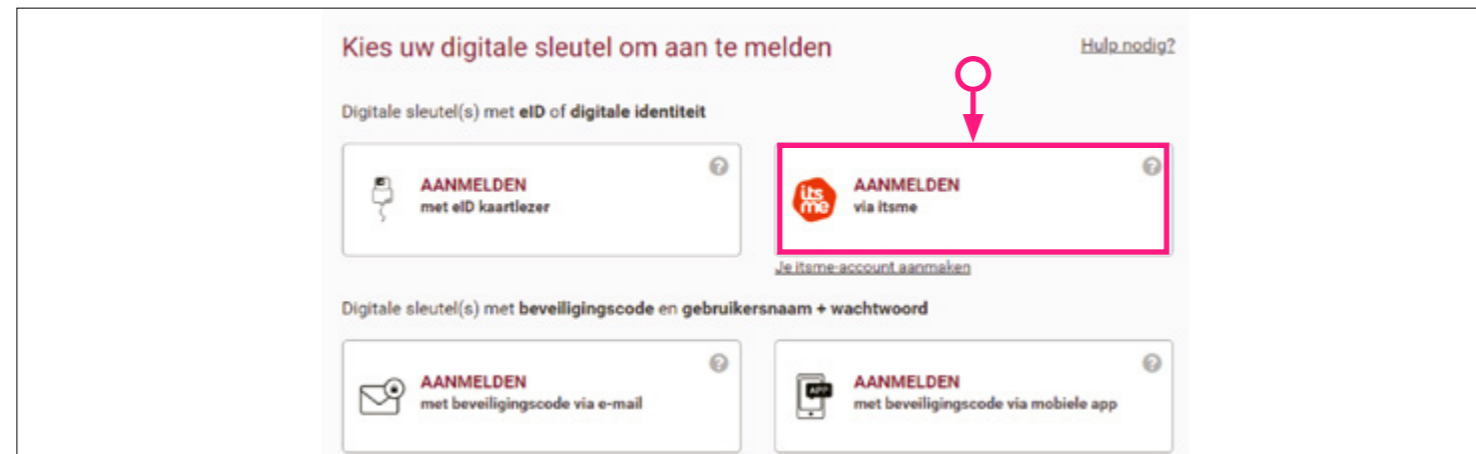 Kies uw digitale sleutel om aan te melden
Hulp nodig?
Digitale sleutel(s) met eID of digitale identiteit
AANMELDEN
met eID kaartlezer
its
me
AANMELDEN
via itsme
Je itsme-account aanmaken
Digitale sleutel(s) met beveiligingscode en gebruikersnaam + wachtwoord
AANMELDEN
met beveiligingscode via e-mail
APP
AANMELDEN
met beveiligingscode via mobiele app